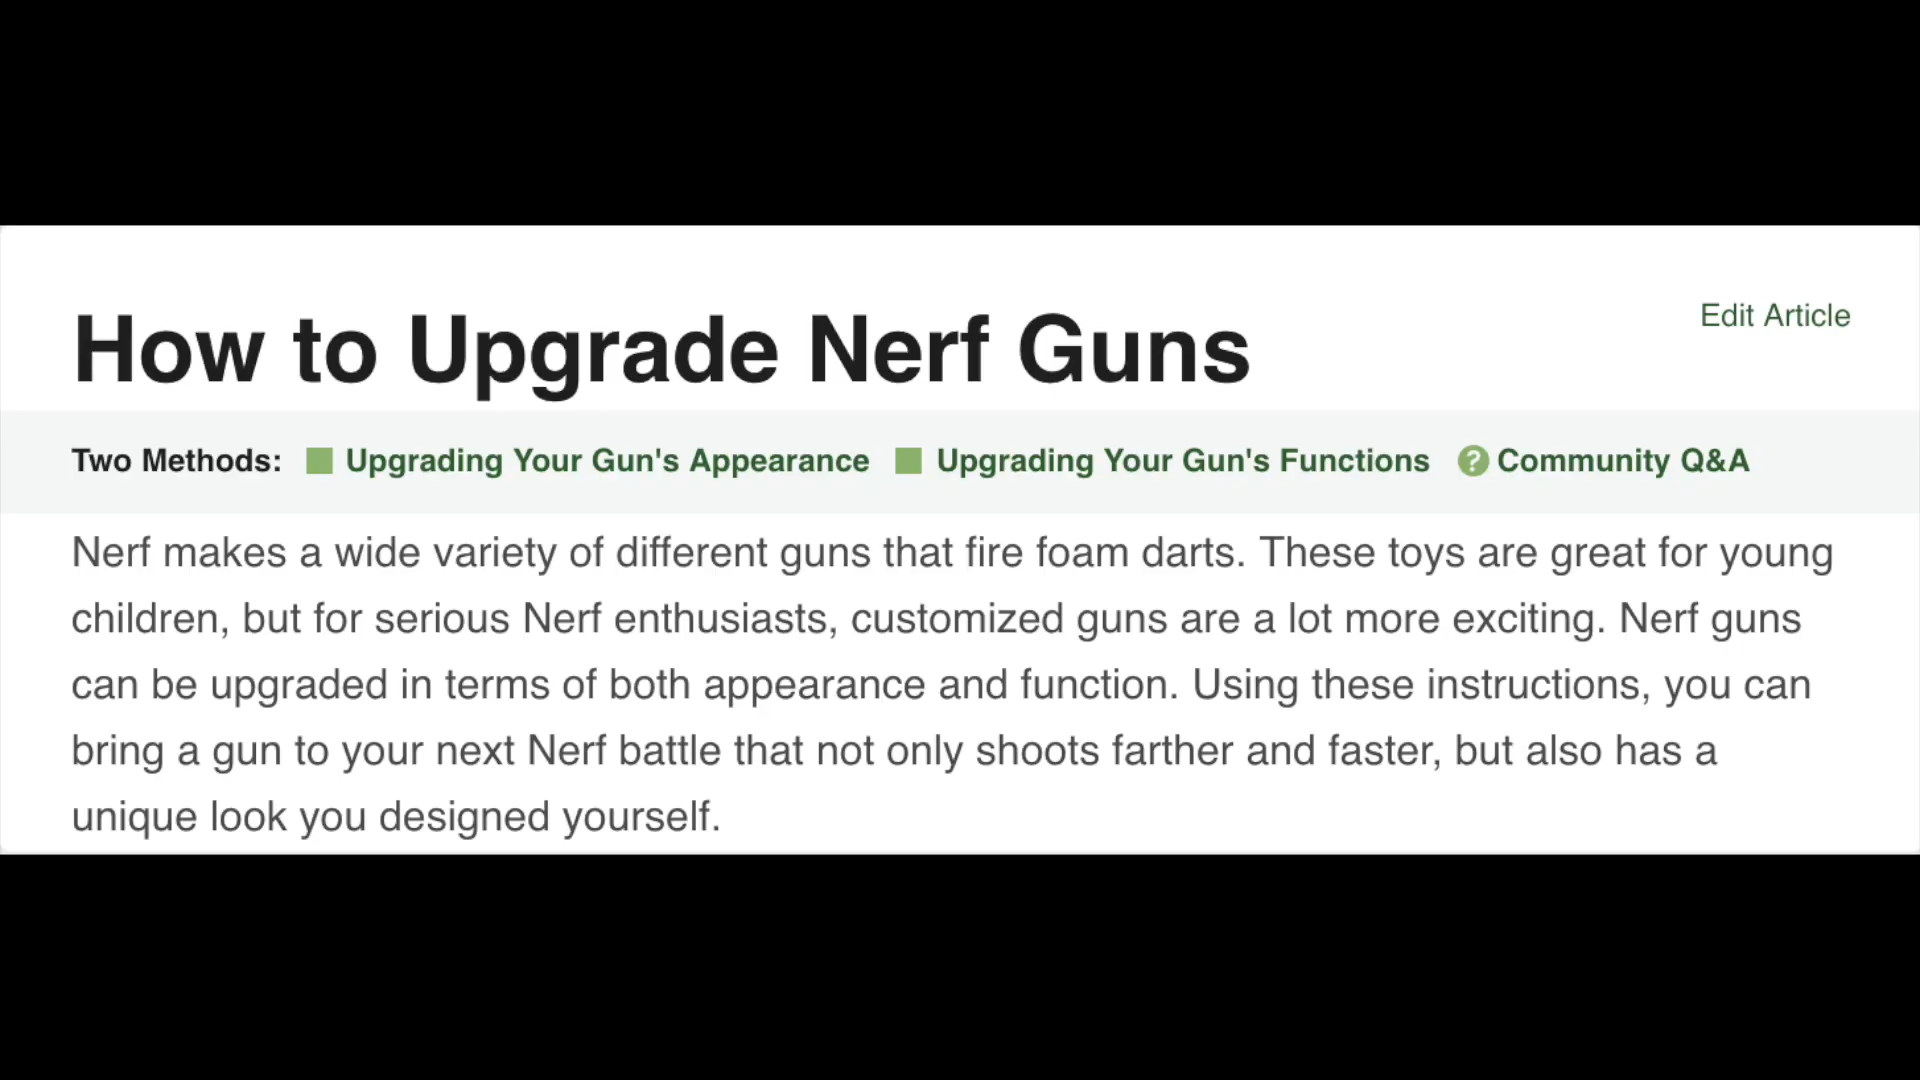 How to Upgrade Nerf Guns
Edit Article
Two Methods: Upgrading Your Gun's Appearance Upgrading Your Gun's Functions ? Community Q&A
Nerf makes a wide variety of different guns that fire foam darts. These toys are great for young
children, but for serious Nerf enthusiasts, customized guns are a lot more exciting. Nerf guns
can be upgraded in terms of both appearance and function. Using these instructions, you can
bring a gun to your next Nerf battle that not only shoots farther and faster, but also has a
unique look you designed yourself.